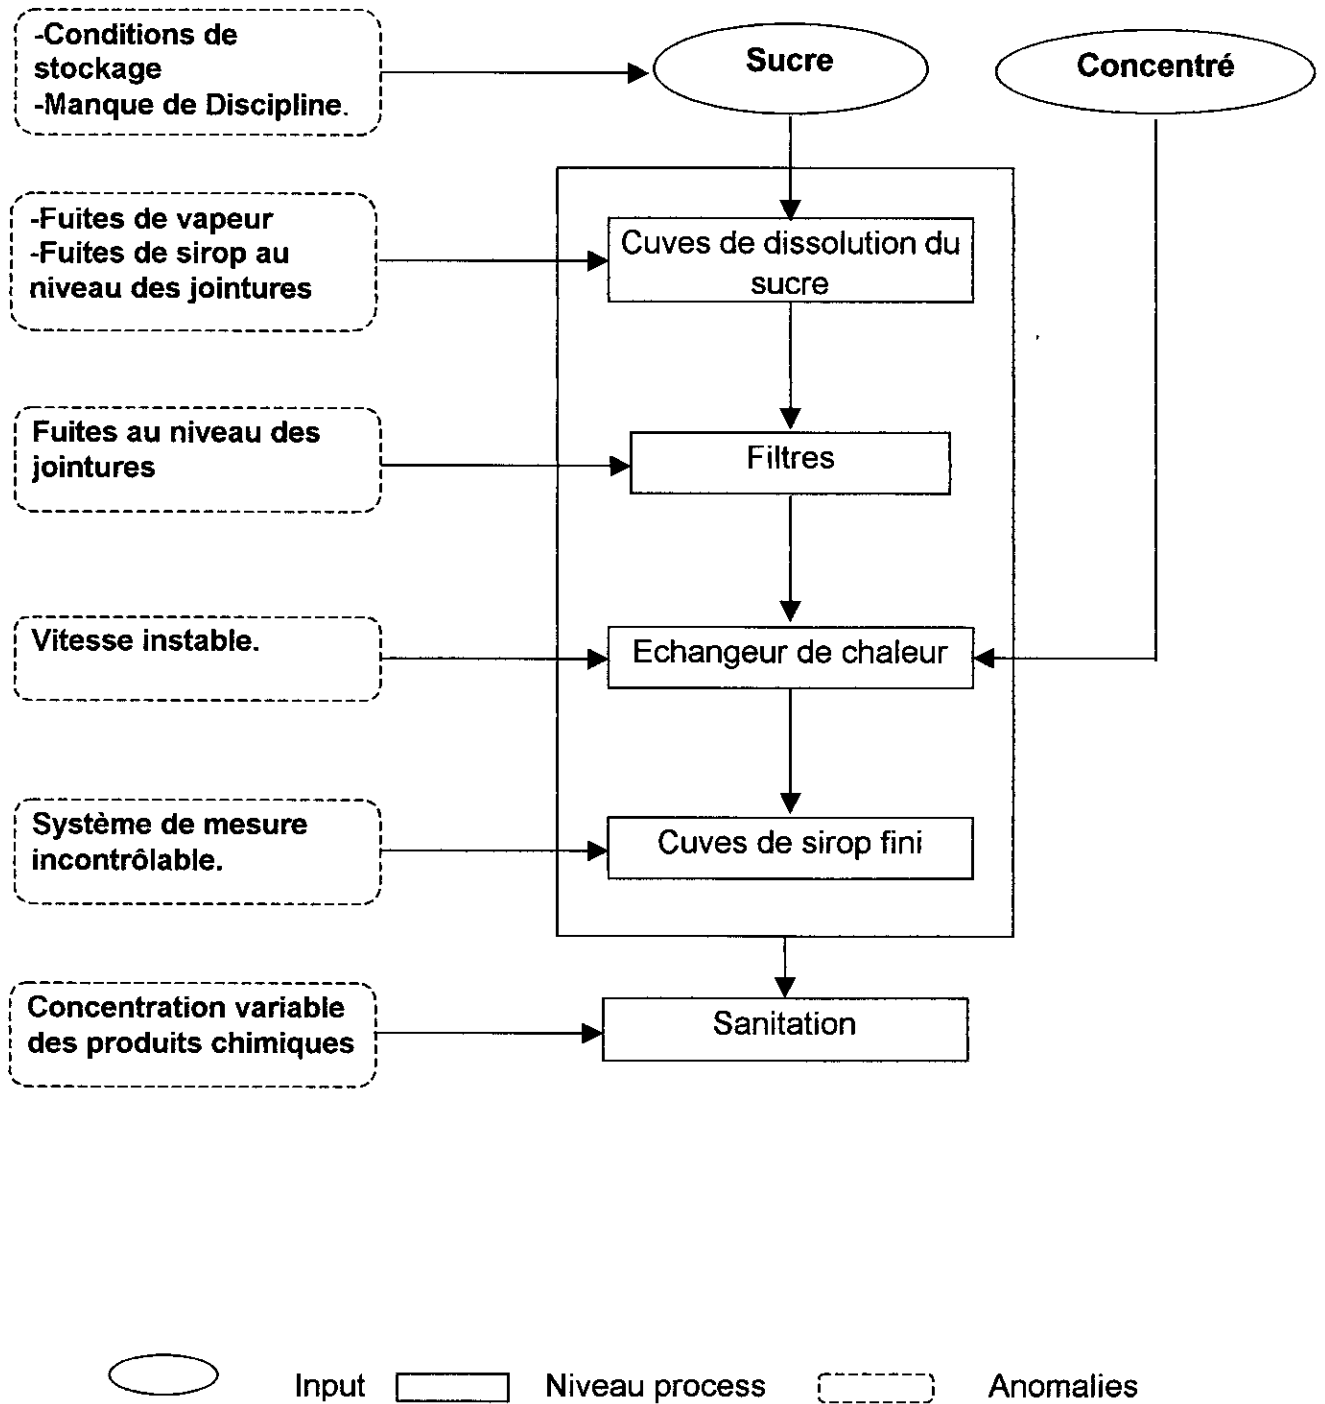 -Conditions de
stockage
-Manque de Discipline.
Sucre
Concentré
-Fuites de vapeur
-Fuites de sirop au
niveau des jointures
Cuves de dissolution du
sucre
Fuites au niveau des
jointures
Filtres
Vitesse instable.
Echangeur de chaleur
Système de mesure
incontrôlable.
Cuves de sirop fini
Concentration variable
des produits chimiques
Sanitation
Input
Niveau process
Anomalies